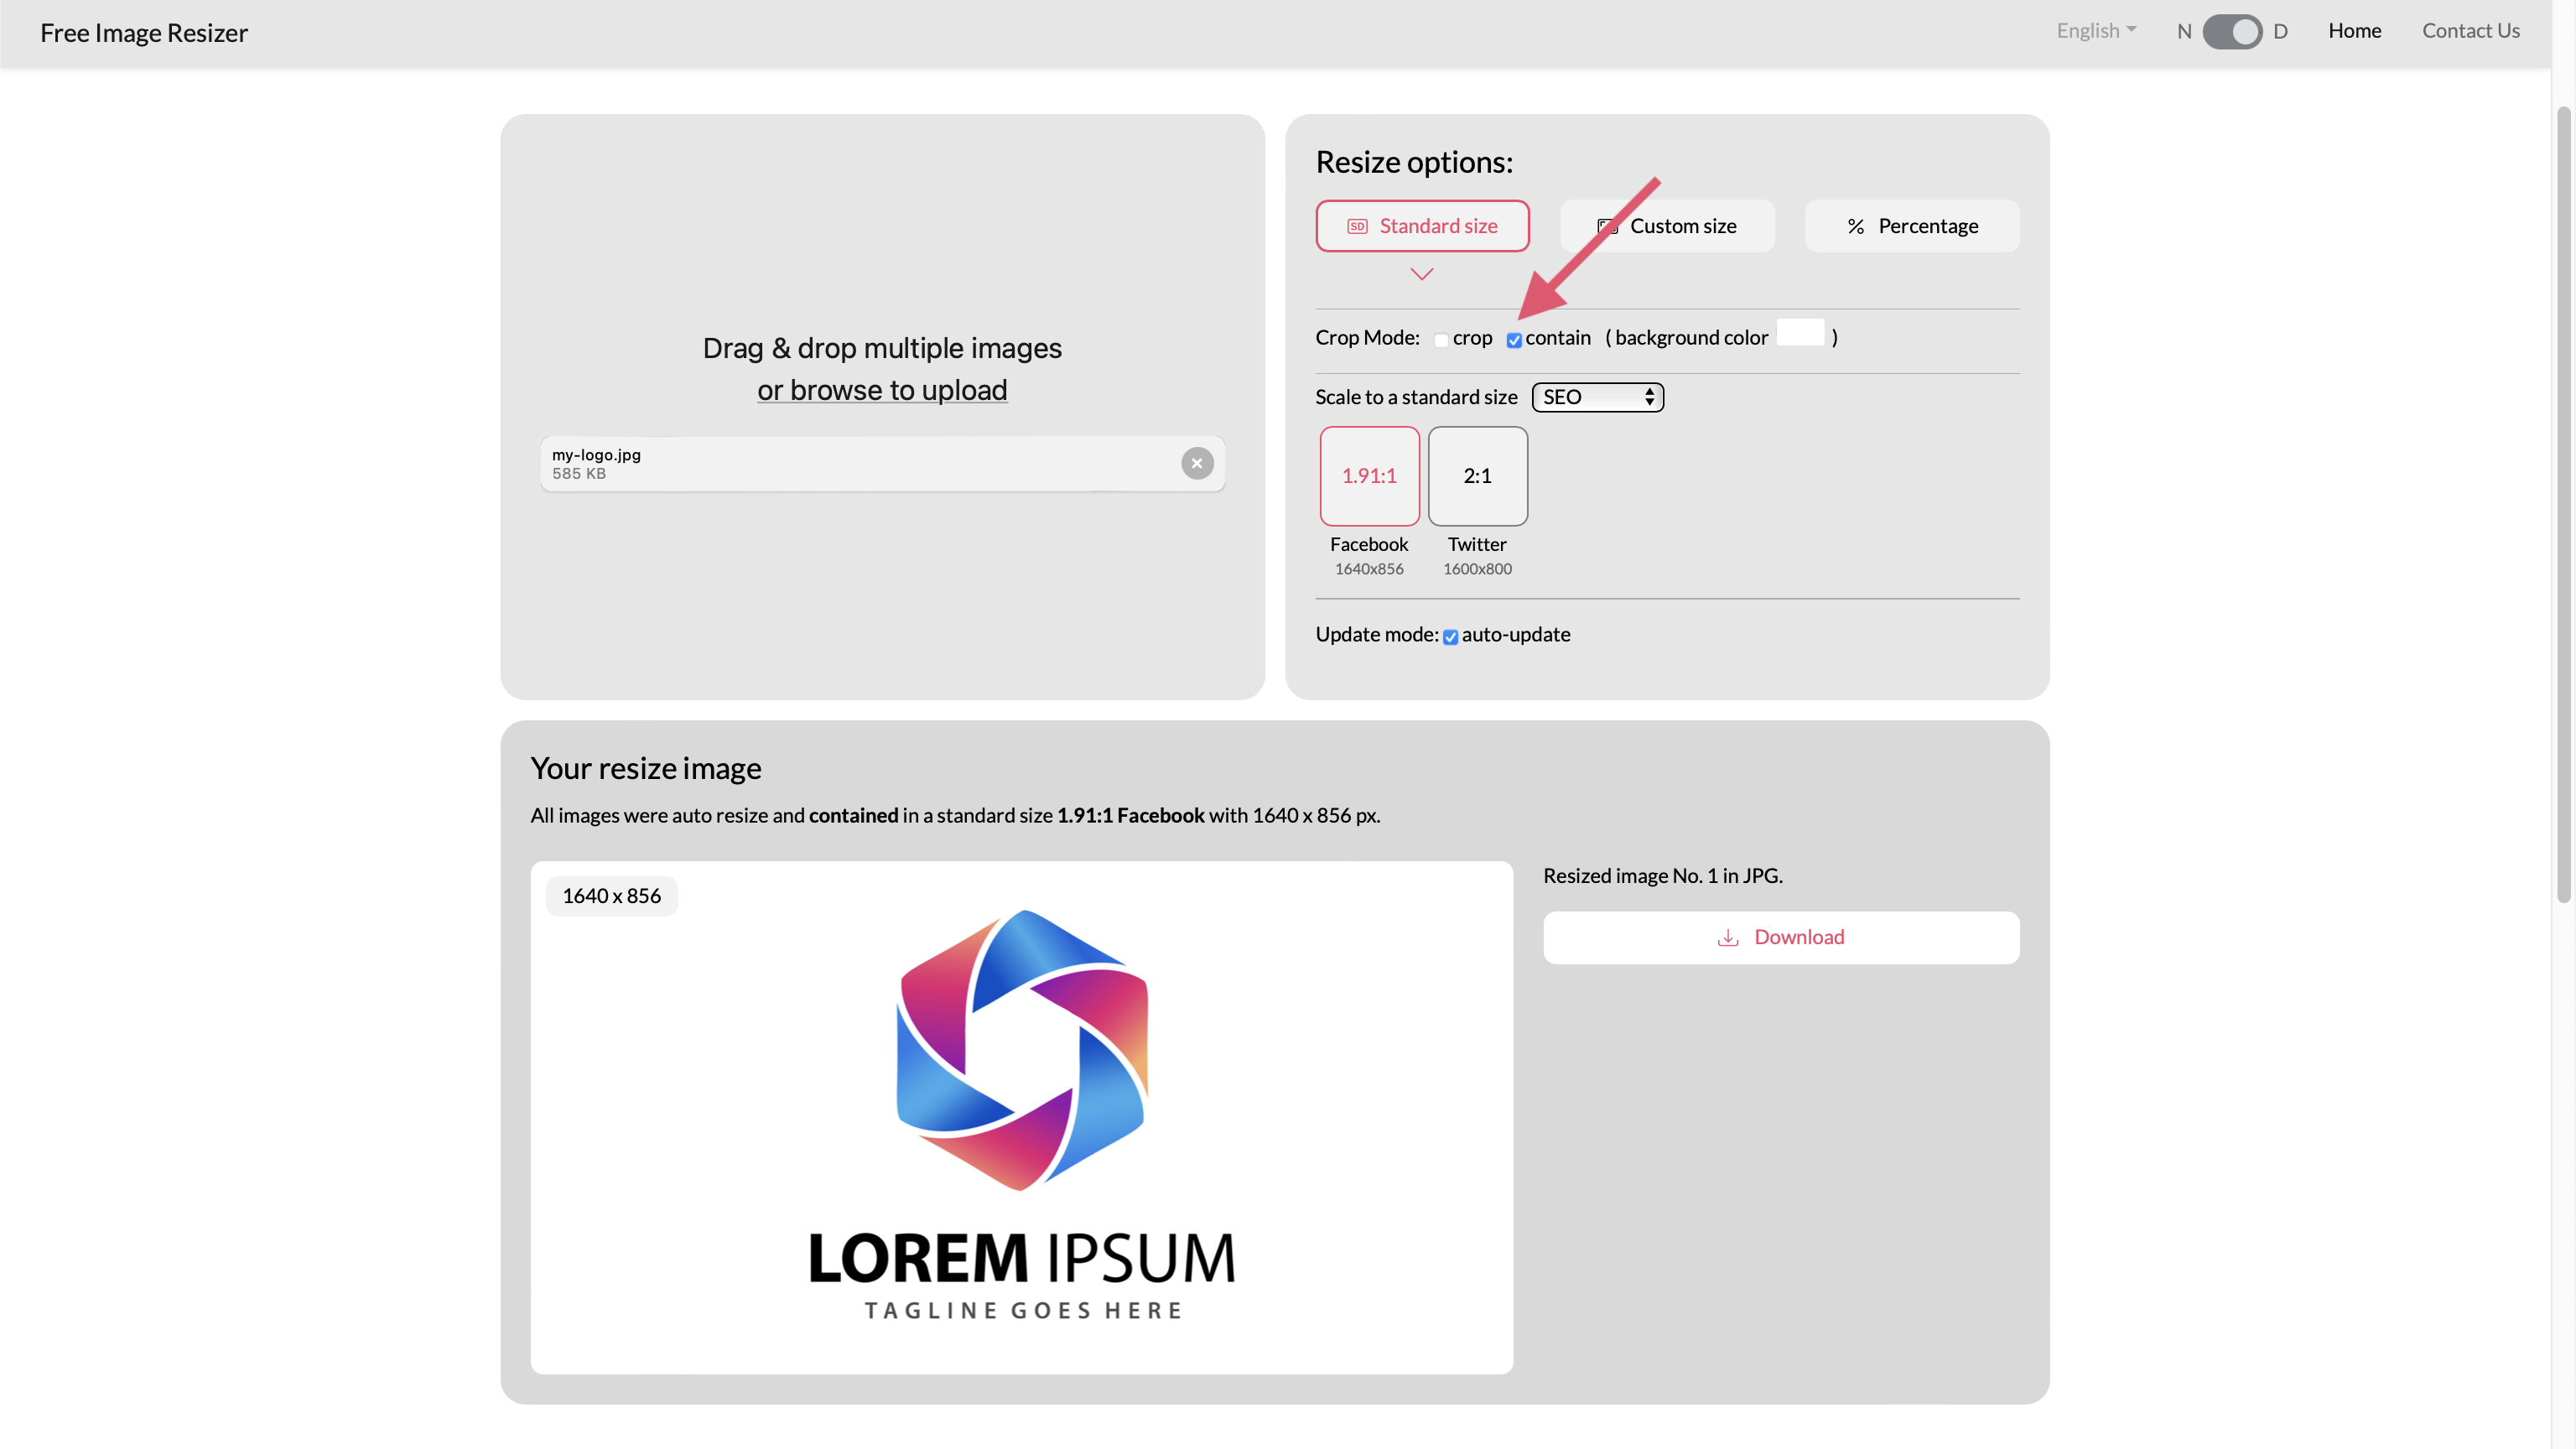 Free Image Resizer
English
N
D
Home
Contact Us
Drag & drop multiple images
or browse to upload
my-logo.jpg
585 KB
Resize options:
SD Standard size
Custom size
% Percentage
Crop Mode: crop contain ( background color )
Scale to a standard size SEO
1.91:1
2:1
Facebook
Twitter
1640x856
1600x800
Update mode: auto-update
Your resize image
All images were auto resize and contained in a standard size 1.91:1 Facebook with 1640 x 856 px.
1640 x 856
LOREM IPSUM
TAGLINE GOES HERE
Resized image No. 1 in JPG.
Download